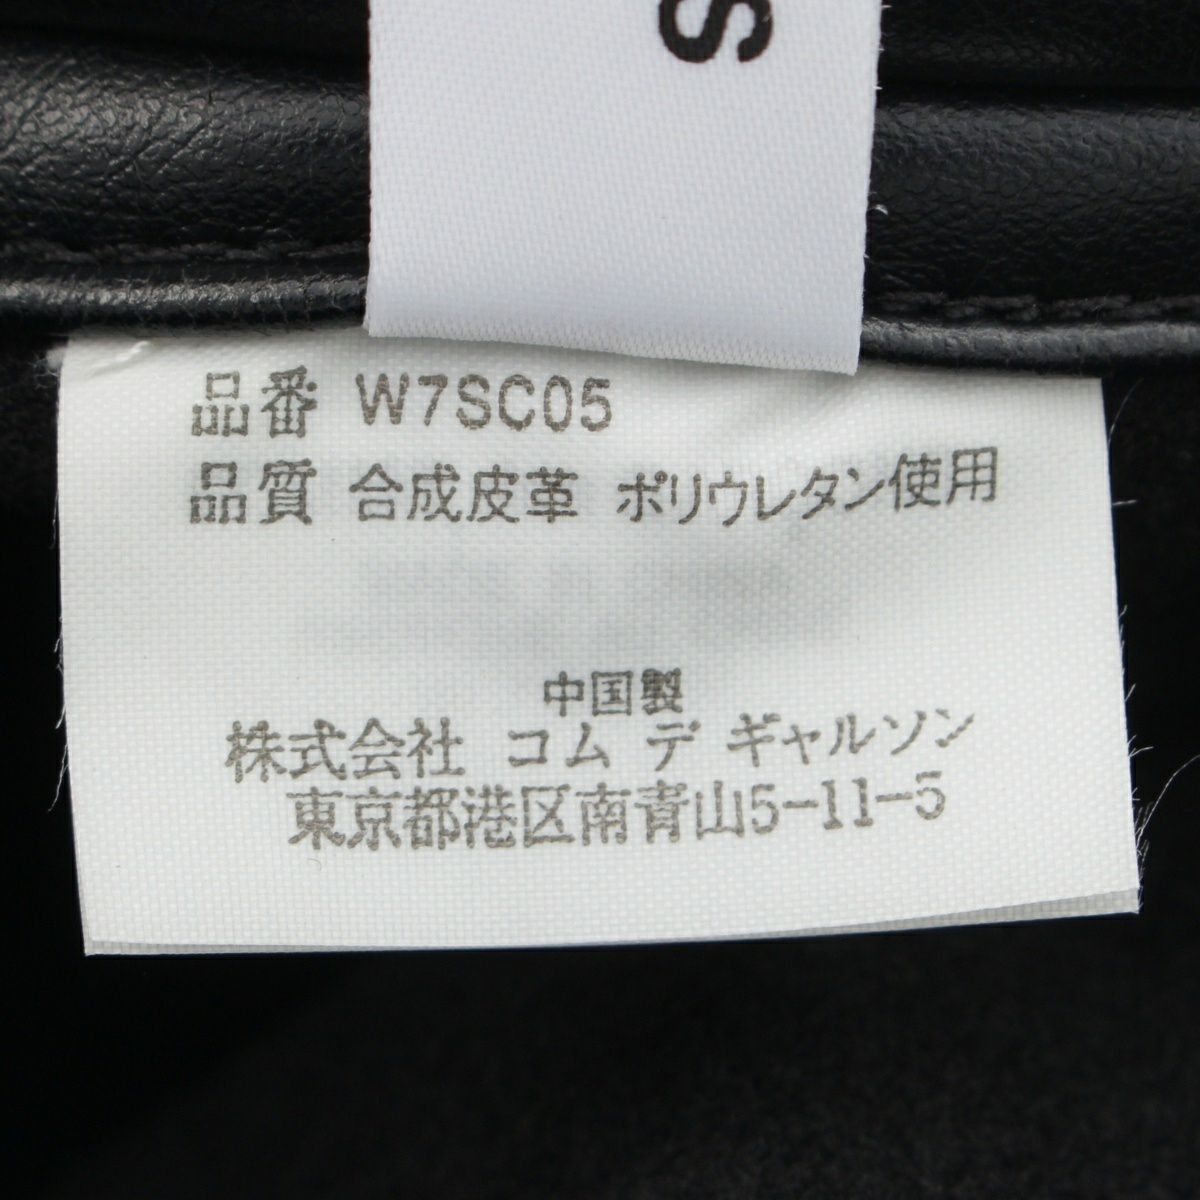 S
品番 W7SC05
品質 合成皮革 ポリウレタン使用
中国製
株式会社 コム デ ギャルソン
東京都港区南青山5-11-5